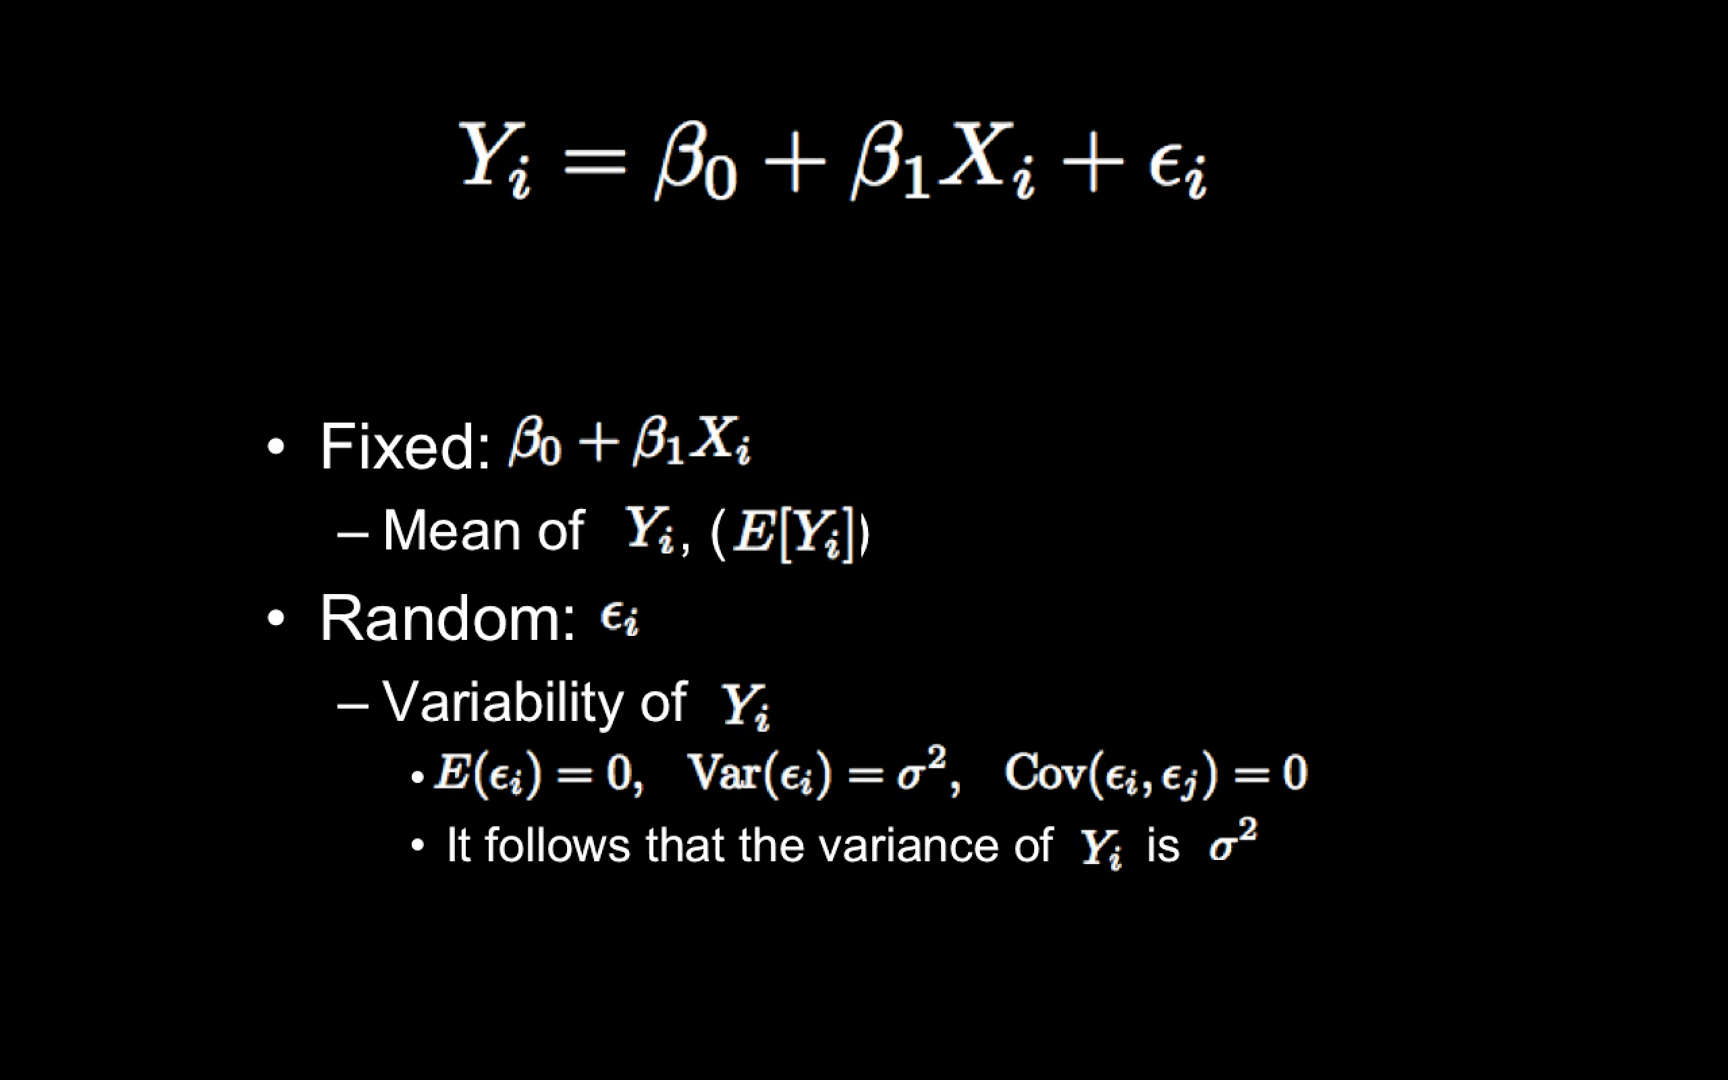 Yᵢ = β₀ + β₁Xᵢ + ϵᵢ
• Fixed: β₀ + β₁Xᵢ
– Mean of Yᵢ, (E[Yᵢ])
• Random: ϵᵢ
– Variability of Yᵢ
• E(ϵᵢ) = 0, Var(ϵᵢ) = σ², Cov(ϵᵢ, ϵⱼ) = 0
• It follows that the variance of Yᵢ is σ²